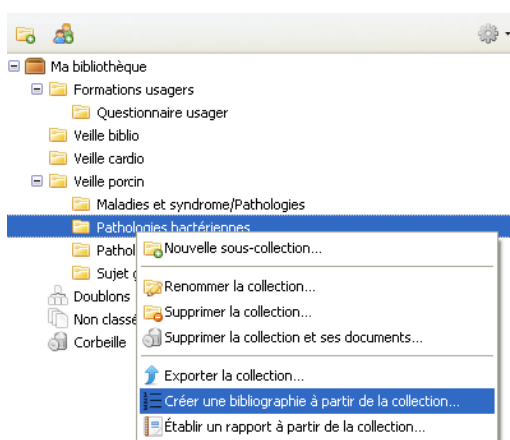 Ma bibliothèque
Formations usagers
Questionnaire usager
Veille biblio
Veille cardio
Veille porcin
Maladies et syndrome/Pathologies
Pathologies bactériennes
Pathol
Sujet
Doublons
Non classé
Corbeille
Nouvelle sous-collection...
Renommer la collection...
Supprimer la collection...
Supprimer la collection et ses documents...
Exporter la collection...
Créer une bibliographie à partir de la collection...
Établir un rapport à partir de la collection...